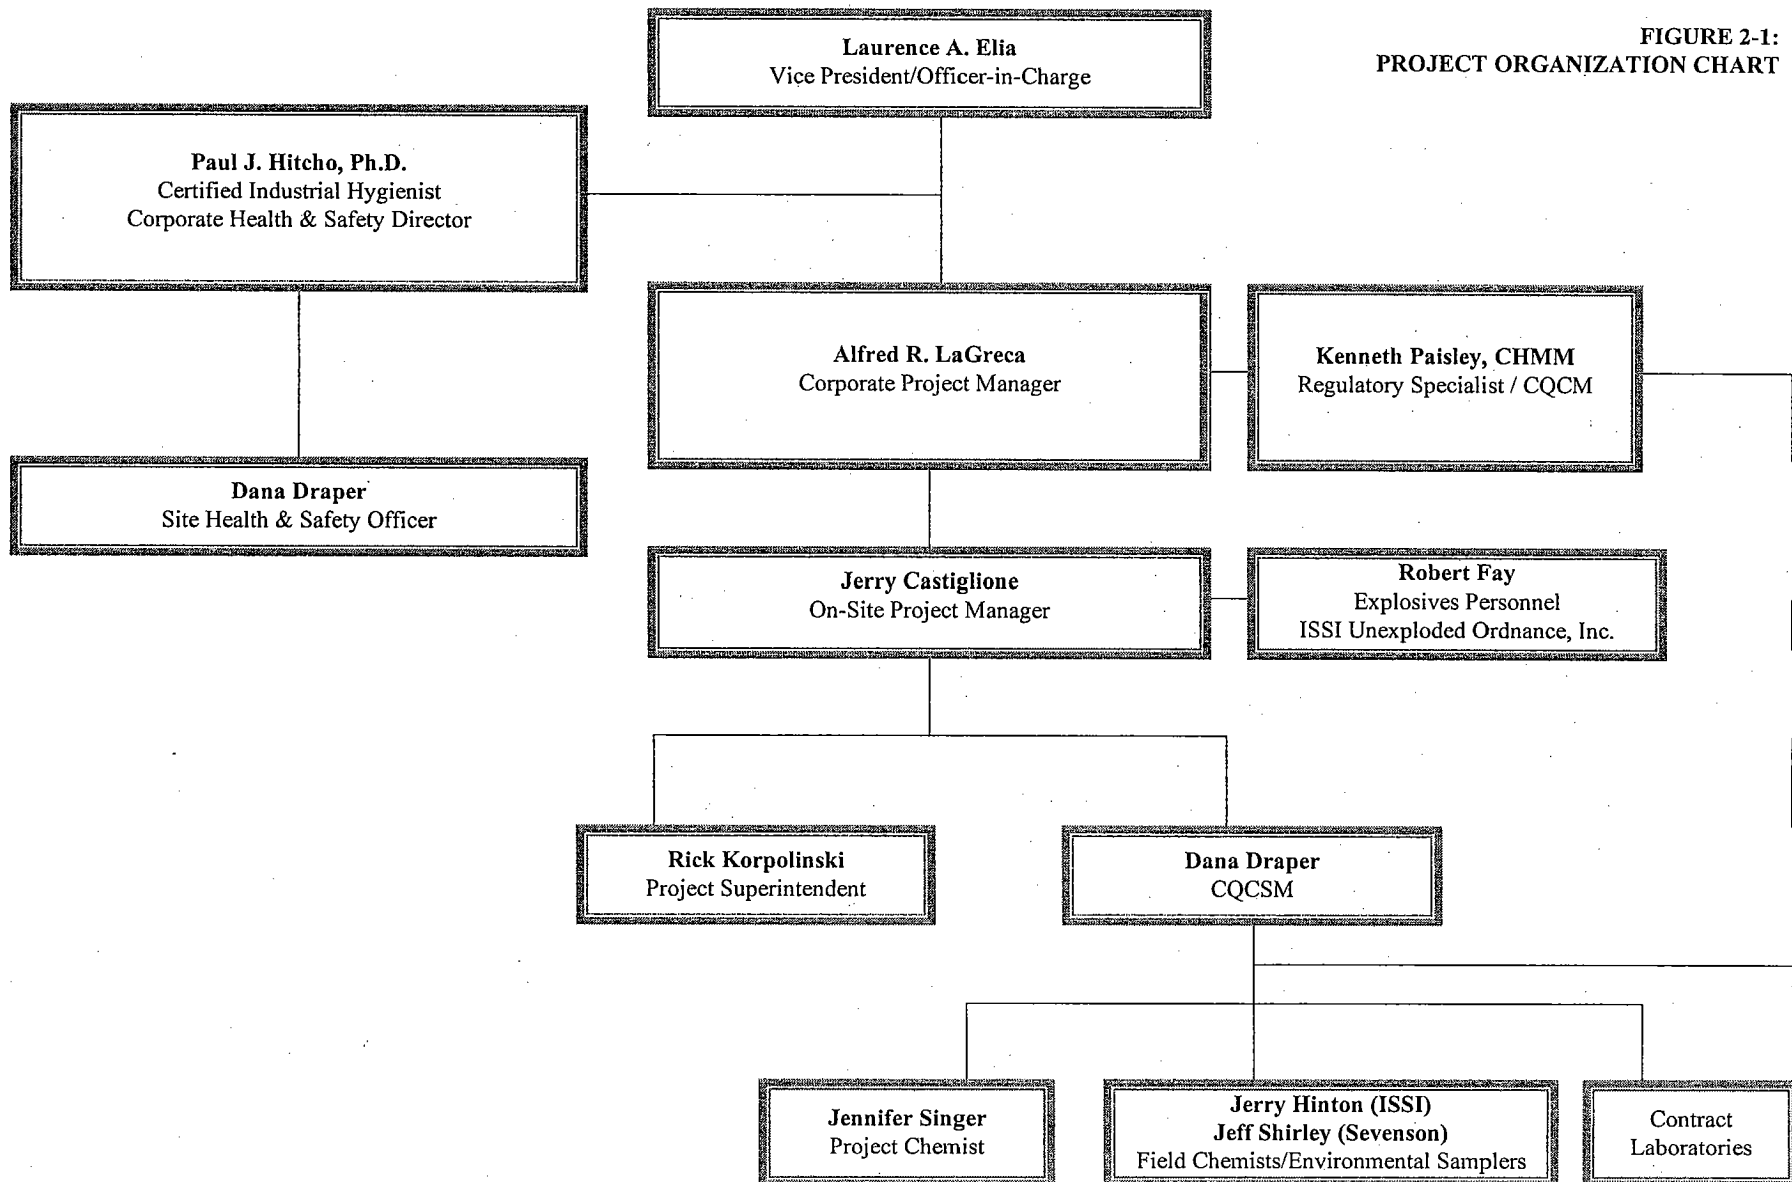 FIGURE 2-1:
PROJECT ORGANIZATION CHART
Laurence A. Elia
Vice President/Officer-in-Charge
Paul J. Hitcho, Ph.D.
Certified Industrial Hygienist
Corporate Health & Safety Director
Alfred R. LaGreca
Corporate Project Manager
Kenneth Paisley, CHMM
Regulatory Specialist / CQCM
Dana Draper
Site Health & Safety Officer
Jerry Castiglione
On-Site Project Manager
Robert Fay
Explosives Personnel
ISSI Unexploded Ordnance, Inc.
Rick Korpolinski
Project Superintendent
Dana Draper
CQCSM
Jennifer Singer
Project Chemist
Jerry Hinton (ISSI)
Jeff Shirley (Sevenson)
Field Chemists/Environmental Samplers
Contract
Laboratories